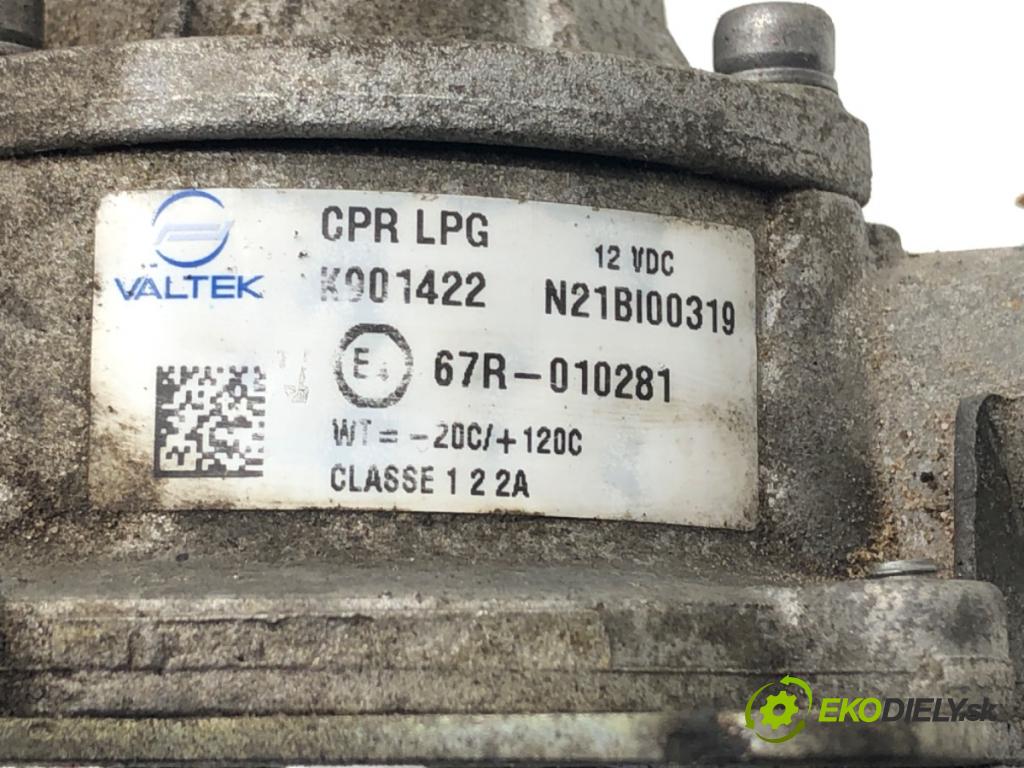 VALTEK
CPR LPG
12 VDC
K901422
N21BI00319
E4
67R-010281
WT=-20C/+120C
CLASSE 1 2 2A
EKODIELY.sk